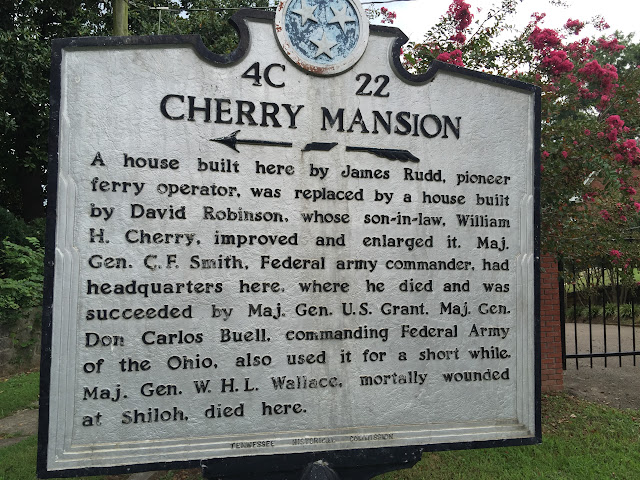 4C 22
CHERRY MANSION
A house built here by James Rudd, pioneer
ferry operator, was replaced by a house built
by David Robinson, whose son-in-law, William
H. Cherry, improved and enlarged it. Maj.
Gen. C.F. Smith, Federal army commander, had
headquarters here, where he died and was
succeeded by Maj. Gen. U.S. Grant. Maj. Gen.
Don Carlos Buell, commanding Federal Army
of the Ohio, also used it for a short while.
Maj. Gen. W.H.L. Wallace, mortally wounded
at Shiloh, died here.
TENNESSEE HISTORICAL COMMISSION